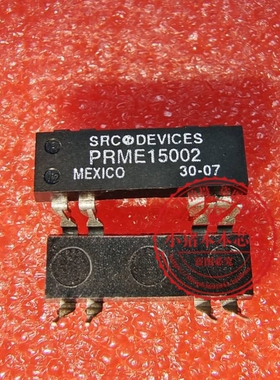 SRC DEVICES
PRME15002
MEXICO 30-07